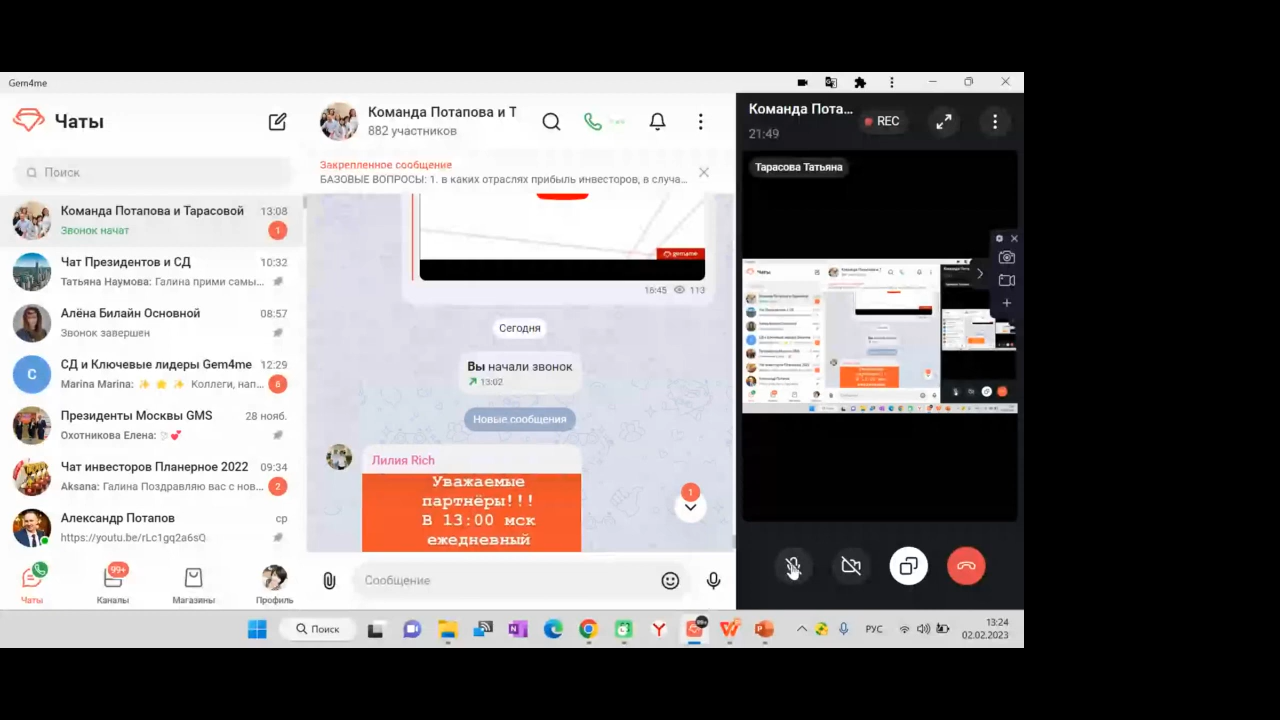 Gem4me
Чаты
Поиск
Команда Потапова и Тарасовой 13:08
Звонок начат 1
Чат Президентов и СД 10:32
Татьяна Наумова: Галина прими самы...
Алёна Билайн Основной 08:57
Звонок завершен
С
и Ключевые лидеры Gem4me 12:29
Marina Marina: ✨ ✨ Коллеги, нап... 6
Президенты Москвы GMS 28 нояб.
Охотникова Елена:
Чат инвесторов Планерное 2022 09:34
Aksana: Галина Поздравляю вас с нов... 2
Александр Потапов ср
https://youtu.be/rLc1gq2a6sQ
99+
Чаты Каналы Магазины Профиль
Команда Потапова и Т
882 участников
Закрепленное сообщение
БАЗОВЫЕ ВОПРОСЫ: 1. в каких отраслях прибыль инвесторов, в случа...
gem4me
16:45 113
Сегодня
Вы начали звонок
13:02
Новые сообщения
Лилия Rich
Уважаемые
партнёры!!!
В 13:00 мск
ежедневный
1
Сообщение
Команда Пота...
21:49
REC
Тарасова Татьяна
Поиск
99+
РУС
13:24
02.02.2023